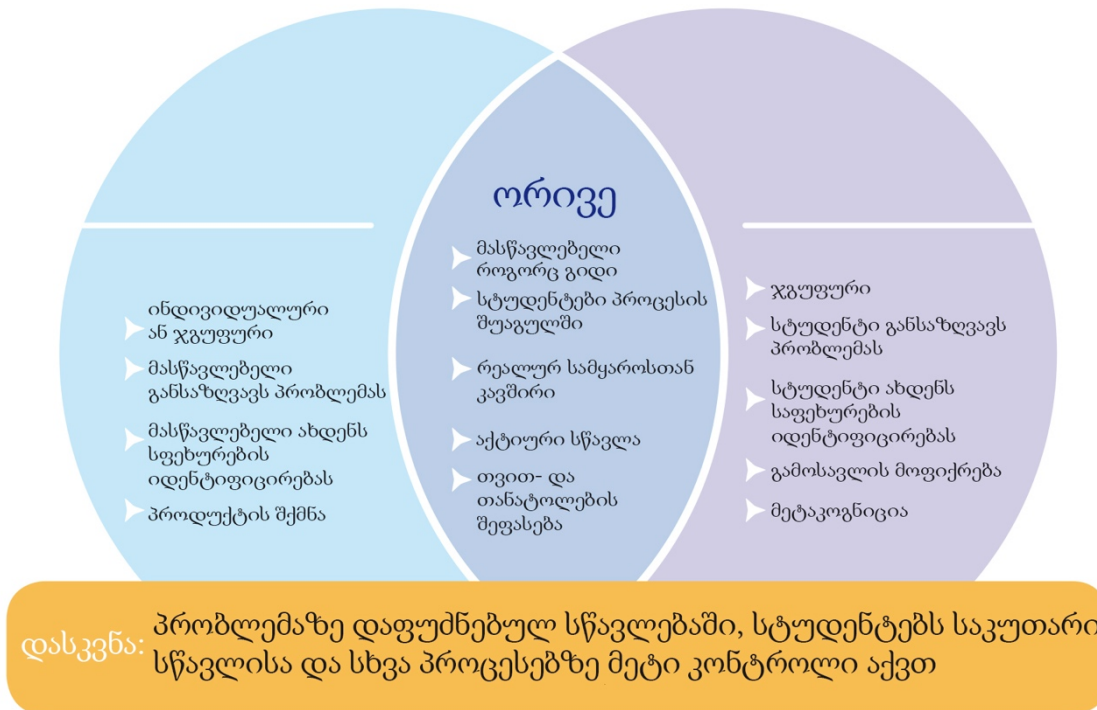 ინდივიდუალური
ან ჯგუფური
მასწავლებელი
განსაზღვავს პრობლემას
მასწავლებელი ახდენს
სფეხურების
იდენტიფიცირებას
პროდუქტის შქმნა
ორივე
მასწავლებელი
როგორც გიდი
სტუდენტები პროცესის
შუაგულში
რეალურ სამყაროსთან
კავშირი
აქტიური სწავლა
თვით- და
თანატოლების
შეფასება
ჯგუფური
სტუდენტი განსაზღვავს
პრობლემას
სტუდენტი ახდენს
საფეხურების
იდენტიფიცირებას
გამოსავლის მოფიქრება
მეტაკოგნიცია
დასკვნა: პრობლემაზე დაფუძნებულ სწავლებაში, სტუდენტებს საკუთარი
სწავლისა და სხვა პროცესებზე მეტი კონტროლი აქვთ